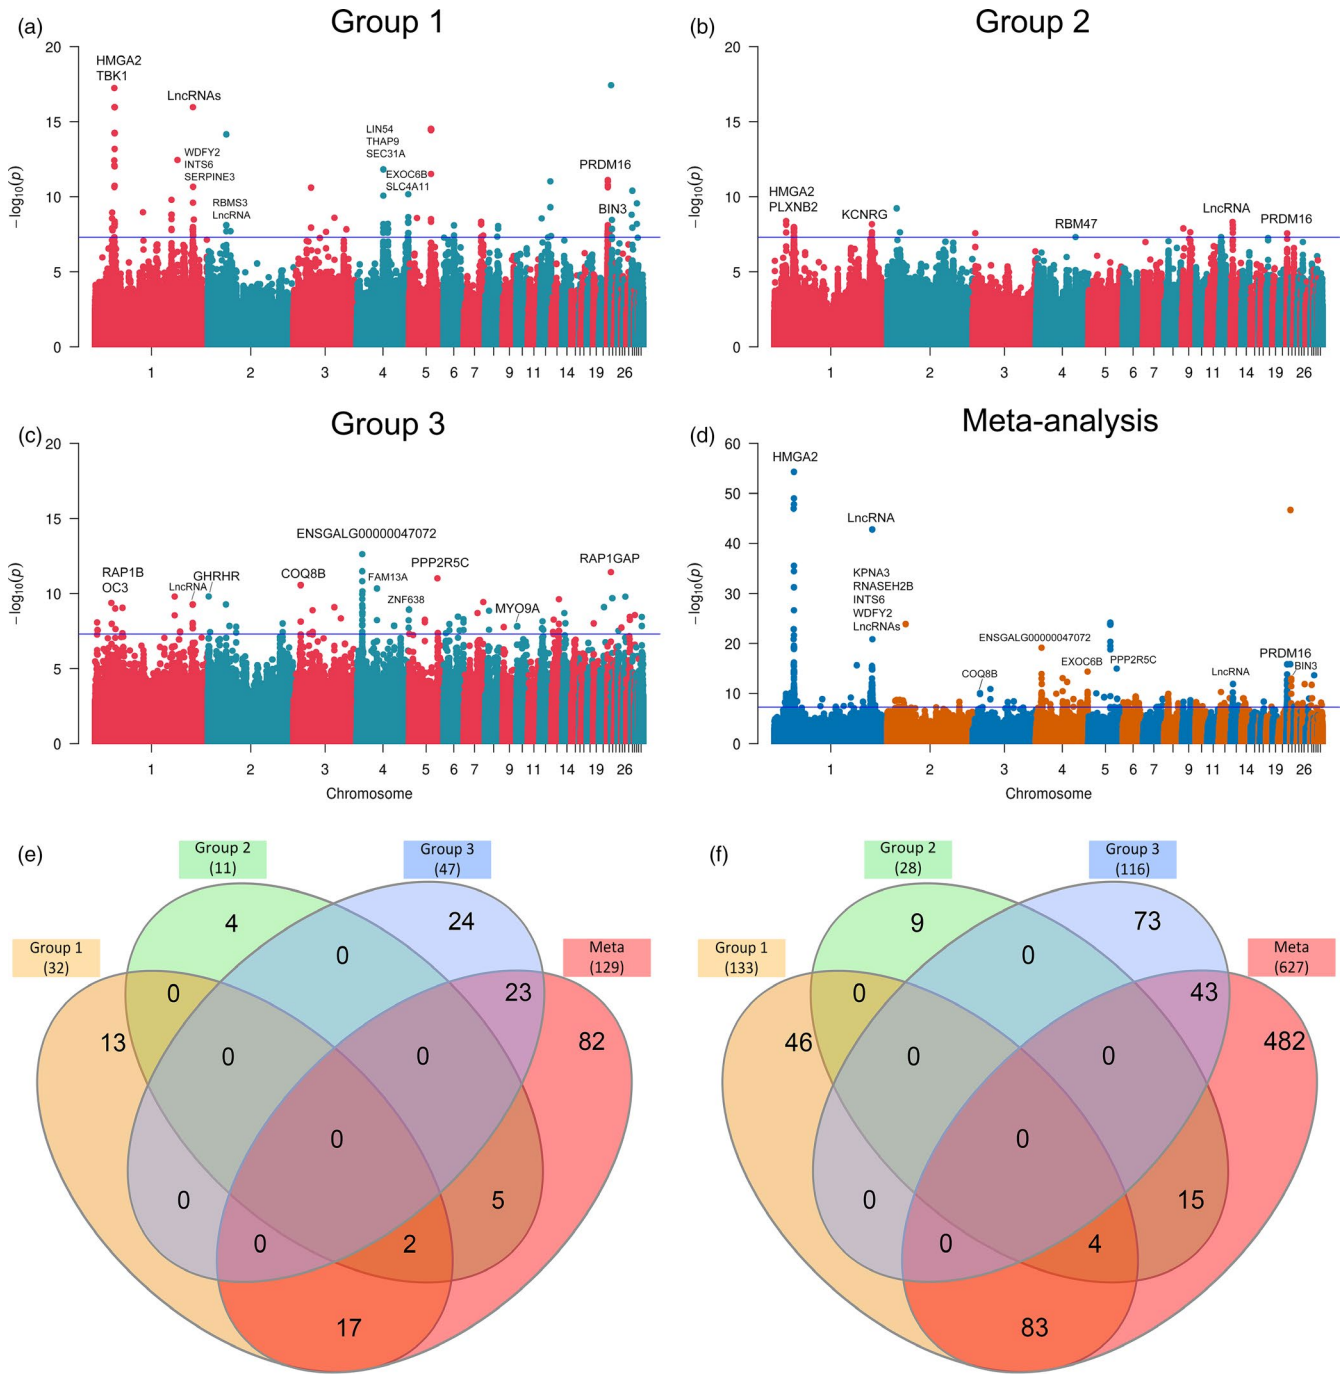 (a)
Group 1
20
15
10
5
0
−log10(p)
HMGA2
TBK1
LncRNAs
WDFY2
INTS6
SERPINE3
RBMS3
LncRNA
LIN54
THAP9
SEC31A
EXOC6B
SLC4A11
PRDM16
BIN3
1 2 3 4 5 6 7 9 11 14 19 26
(b)
Group 2
20
15
10
5
0
−log10(p)
HMGA2
PLXNB2
KCNRG
RBM47
LncRNA
PRDM16
1 2 3 4 5 6 7 9 11 14 19 26
(c)
Group 3
20
15
10
5
0
−log10(p)
RAP1B
OC3
LncRNA
GHRHR
COQ8B
ENSGALG00000047072
FAM13A
ZNF638
PPP2R5C
MYO9A
RAP1GAP
1 2 3 4 5 6 7 9 11 14 19 26
Chromosome
(d)
Meta-analysis
60
50
40
30
20
10
0
−log10(p)
HMGA2
LncRNA
KPNA3
RNASEH2B
INTS6
WDFY2
LncRNAs
COQ8B
ENSGALG00000047072
EXOC6B
PPP2R5C
LncRNA
PRDM16
BIN3
1 2 3 4 5 6 7 9 11 14 19 26
Chromosome
(e)
Group 2
(11)
Group 3
(47)
Group 1
(32)
Meta
(129)
4
24
0
0
23
13
82
0
0
0
0
5
0
2
17
(f)
Group 2
(28)
Group 3
(116)
Group 1
(133)
Meta
(627)
9
73
0
0
43
46
482
0
0
0
0
15
0
4
83